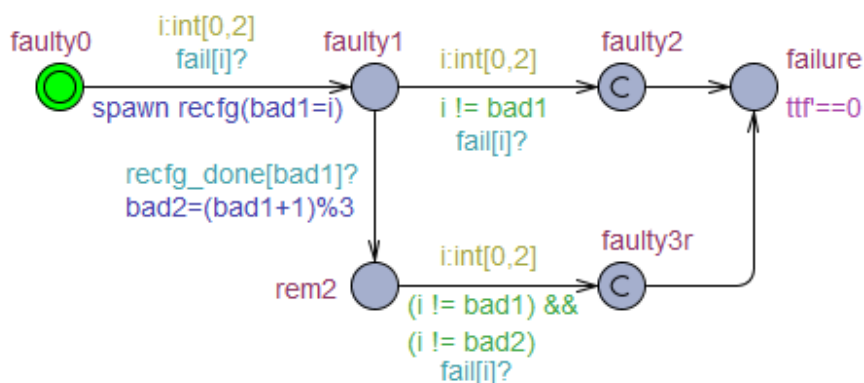 faulty0
i:int[0,2]
fail[i]?
spawn recfg(bad1=i)
faulty1
i:int[0,2]
i != bad1
fail[i]?
faulty2
C
failure
ttf'==0
recfg_done[bad1]?
bad2=(bad1+1)%3
rem2
i:int[0,2]
(i != bad1) &&
(i != bad2)
fail[i]?
faulty3r
C